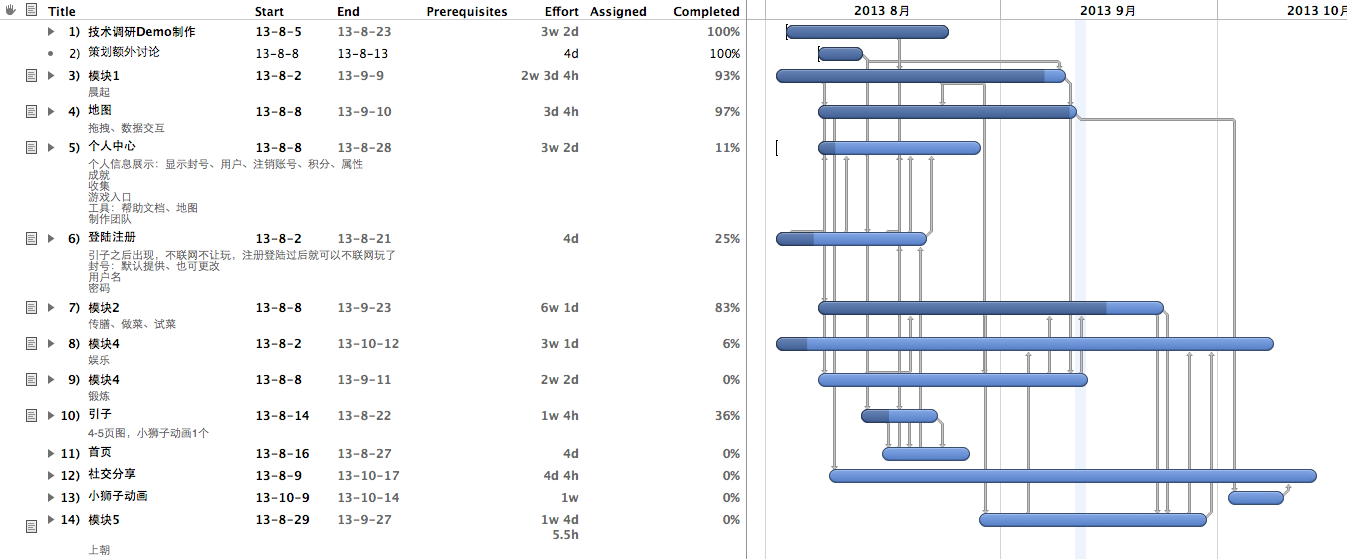 Title Start End Prerequisites Effort Assigned Completed 2013 8月 2013 9月 2013 10月
1) 技术调研Demo制作 13-8-5 13-8-23 3w 2d 100%
2) 策划额外讨论 13-8-8 13-8-13 4d 100%
3) 模块1 13-8-2 13-9-9 2w 3d 4h 93%
晨起
4) 地图 13-8-8 13-9-10 3d 4h 97%
拖拽、数据交互
5) 个人中心 13-8-8 13-8-28 3w 2d 11%
个人信息展示：显示封号、用户、注销账号、积分、属性
成就
收集
游戏入口
工具：帮助文档、地图
制作团队
6) 登陆注册 13-8-2 13-8-21 4d 25%
引子之后出现，不联网不让玩，注册登陆过后就可以不联网玩了
封号：默认提供、也可更改
用户名
密码
7) 模块2 13-8-8 13-9-23 6w 1d 83%
传膳、做菜、试菜
8) 模块4 13-8-2 13-10-12 3w 1d 6%
娱乐
9) 模块4 13-8-8 13-9-11 2w 2d 0%
锻炼
10) 引子 13-8-14 13-8-22 1w 4h 36%
4-5页图，小狮子动画1个
11) 首页 13-8-16 13-8-27 4d 0%
12) 社交分享 13-8-9 13-10-17 4d 4h 0%
13) 小狮子动画 13-10-9 13-10-14 1w 0%
14) 模块5 13-8-29 13-9-27 1w 4d 0%
5.5h
上朝